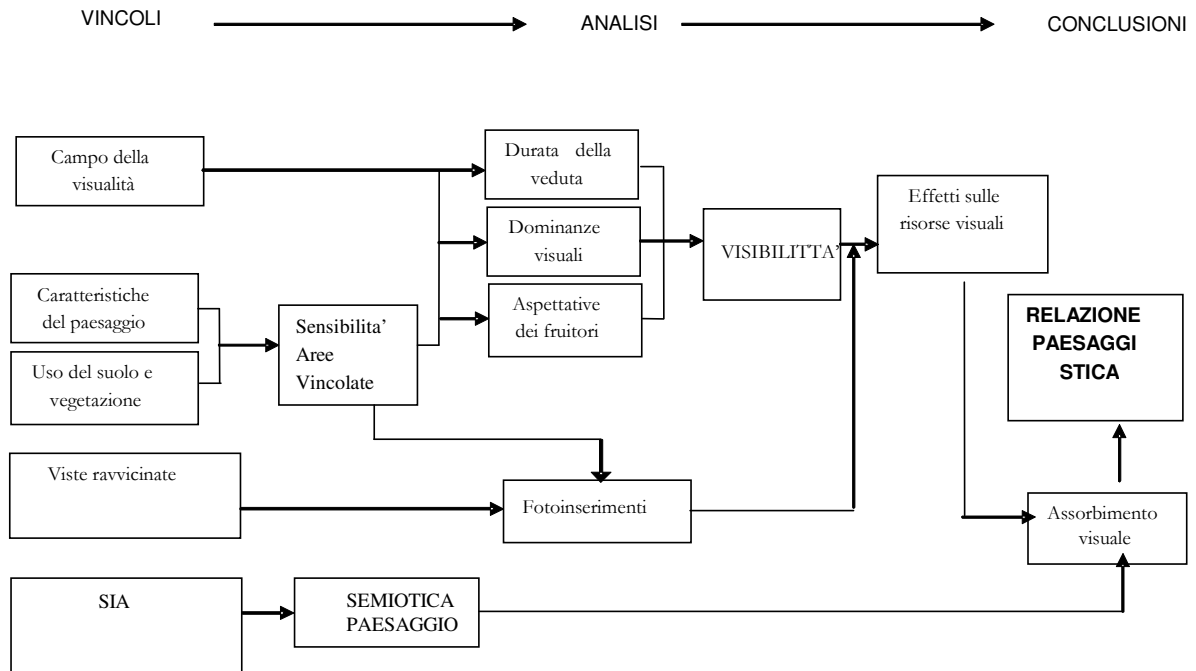 VINCOLI
ANALISI
CONCLUSIONI
Campo della
visualità
Durata della
veduta
Effetti sulle
risorse visuali
Dominanze
visuali
VISIBILITTA’
Caratteristiche
del paesaggio
Sensibilita’
Aree
Vincolate
Aspettative
dei fruitori
RELAZIONE
PAESAGGI
STICA
Uso del suolo e
vegetazione
Viste ravvicinate
Fotoinserimenti
Assorbimento
visuale
SIA
SEMIOTICA
PAESAGGIO